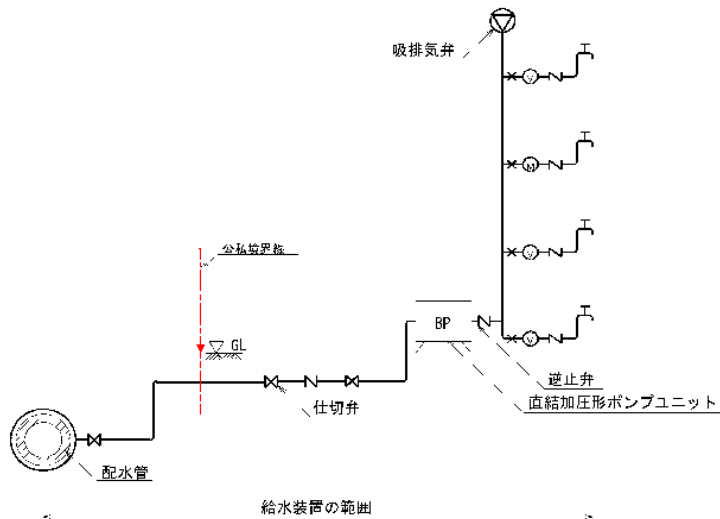 吸排気弁
公私境界線
GL
M
BP
逆止弁
仕切弁
直結加圧形ポンプユニット
配水管
給水装置の範囲